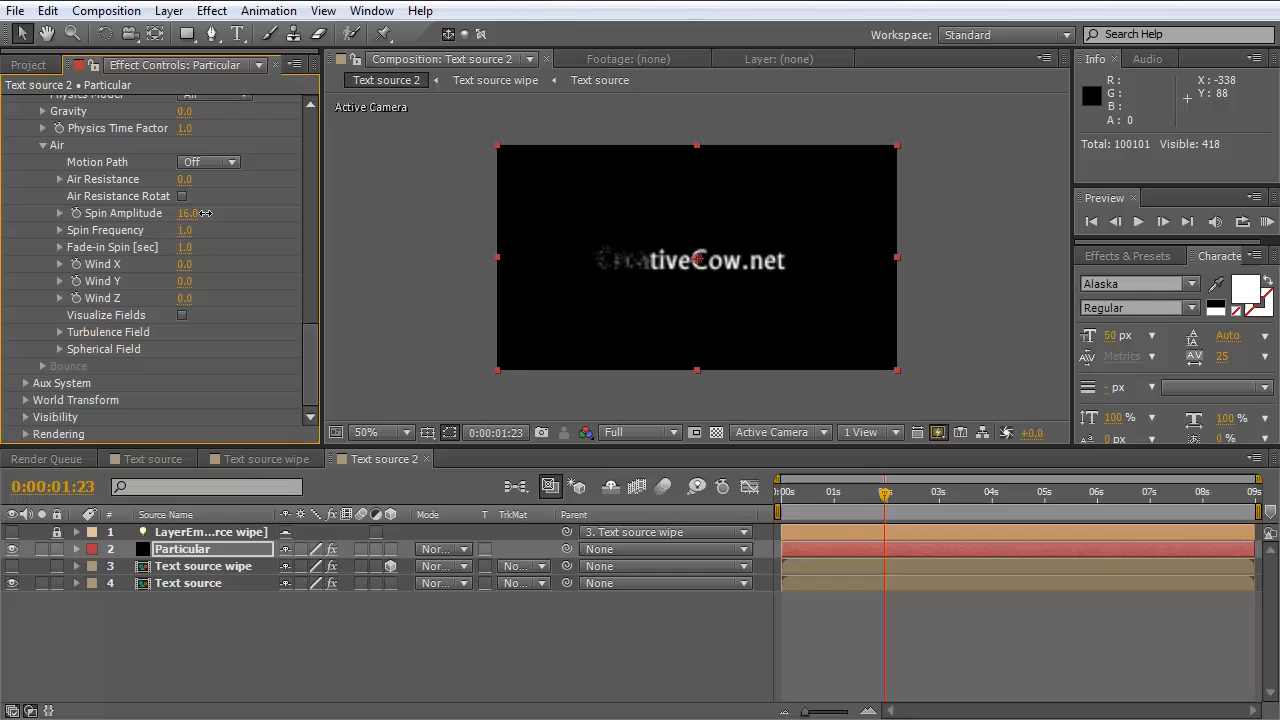 File Edit Composition Layer Effect Animation View Window Help
Workspace: Standard Search Help
Project Effect Controls: Particular
Text source 2 • Particular
Physics Model Air
Gravity 0.0
Physics Time Factor 1.0
Air
Motion Path Off
Air Resistance 0.0
Air Resistance Rotat
Spin Amplitude 16.0
Spin Frequency 1.0
Fade-in Spin [sec] 1.0
Wind X 0.0
Wind Y 0.0
Wind Z 0.0
Visualize Fields
Turbulence Field
Spherical Field
Bounce
Aux System
World Transform
Visibility
Rendering
Composition: Text source 2 Footage: (none) Layer: (none)
Text source 2 Text source wipe Text source
Active Camera
CreativeCow.net
50% 0:00:01:23 Full Active Camera 1 View +0.0
Info Audio
R: X: -338
G: Y: 88
B:
A: 0
Total: 100101 Visible: 418
Preview
Effects & Presets Characte
Alaska
Regular
50 px Auto
Metrics 25
- px
100 % 100 %
0 px 0 %
Render Queue Text source Text source wipe Text source 2
0:00:01:23
# Source Name Mode T TrkMat Parent
1 LayerEm...rce wipe] 3. Text source wipe
2 Particular Nor... None
3 Text source wipe Nor... No... None
4 Text source Nor... No... None
):00s 01s 03s 04s 05s 06s 07s 08s 09s